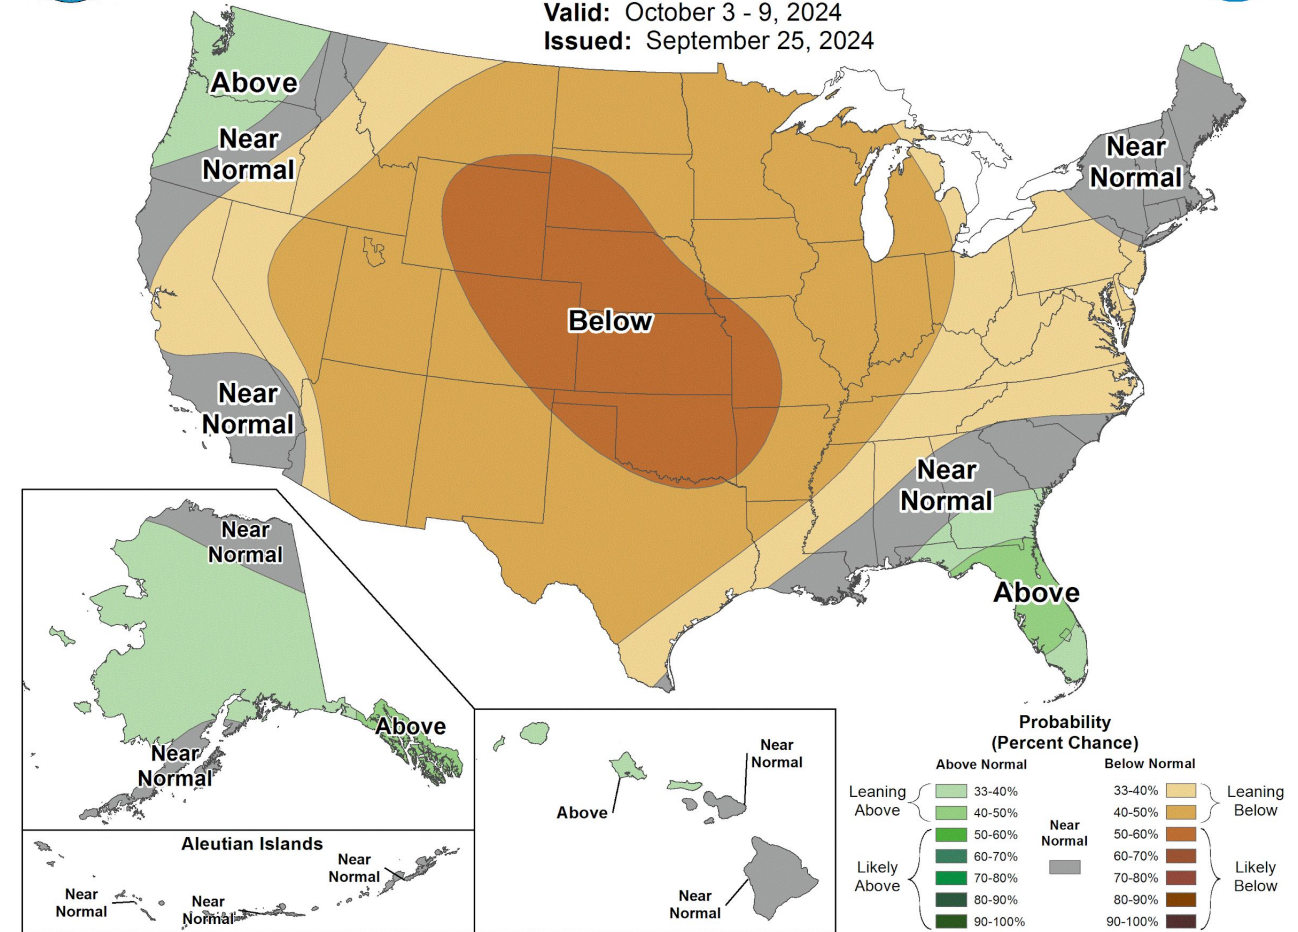 Valid: October 3 - 9, 2024
Issued: September 25, 2024
Above
Near
Normal
Near
Normal
Below
Near
Normal
Near
Normal
Above
Near
Normal
Near
Normal
Above
Aleutian Islands
Near
Normal
Near
Normal
Near
Normal
Near
Normal
Above
Near
Normal
Probability
(Percent Chance)
Above Normal
Below Normal
Leaning
Above
33-40%
40-50%
Likely
Above
50-60%
60-70%
70-80%
80-90%
90-100%
Near
Normal
33-40%
40-50%
Leaning
Below
50-60%
60-70%
70-80%
80-90%
90-100%
Likely
Below